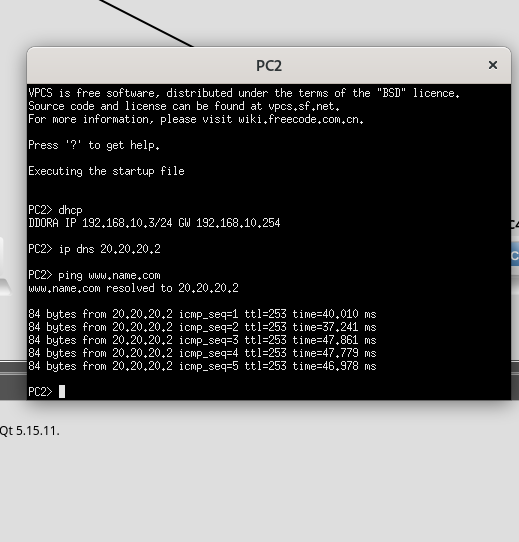 PC2
VPCS is free software, distributed under the terms of the "BSD" licence.
Source code and license can be found at vpcs.sf.net.
For more information, please visit wiki.freecode.com.cn.
Press '?' to get help.
Executing the startup file
PC2> dhcp
DDORA IP 192.168.10.3/24 GW 192.168.10.254
PC2> ip dns 20.20.20.2
PC2> ping www.name.com
www.name.com resolved to 20.20.20.2
84 bytes from 20.20.20.2 icmp_seq=1 ttl=253 time=40.010 ms
84 bytes from 20.20.20.2 icmp_seq=2 ttl=253 time=37.241 ms
84 bytes from 20.20.20.2 icmp_seq=3 ttl=253 time=47.861 ms
84 bytes from 20.20.20.2 icmp_seq=4 ttl=253 time=47.779 ms
84 bytes from 20.20.20.2 icmp_seq=5 ttl=253 time=46.978 ms
PC2>
Qt 5.15.11.